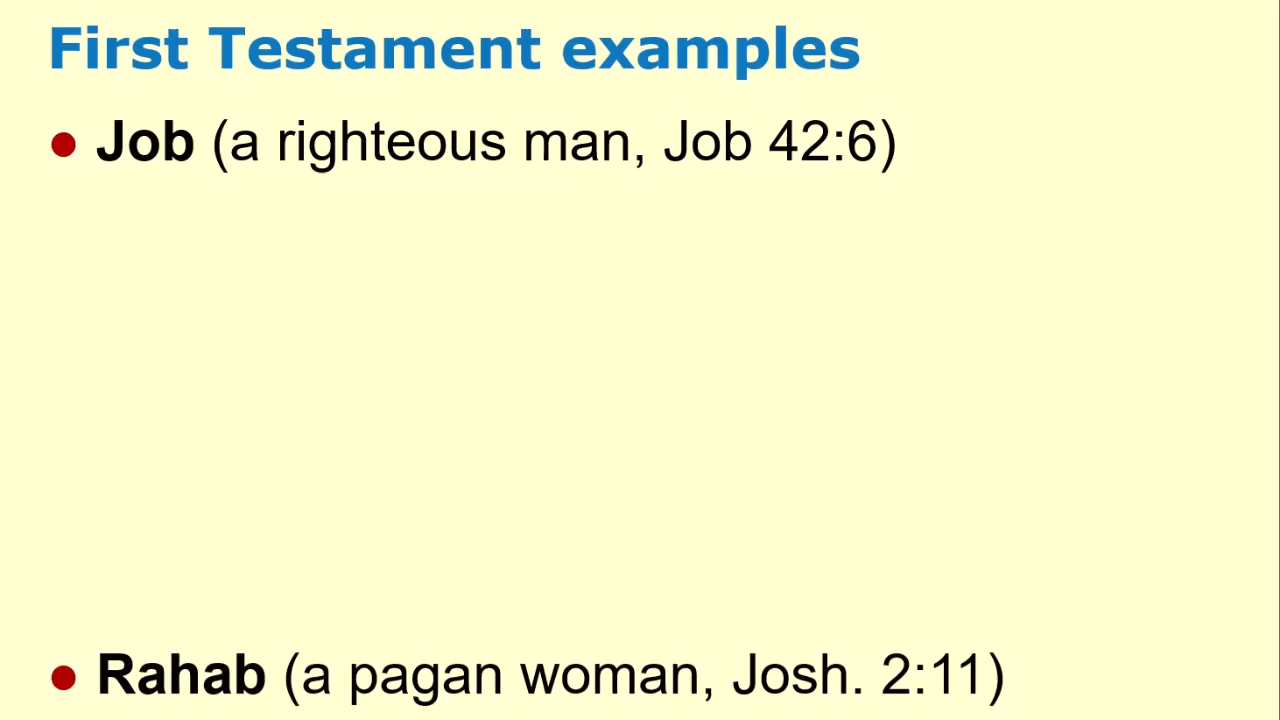 First Testament examples
● Job (a righteous man, Job 42:6)
● Rahab (a pagan woman, Josh. 2:11)